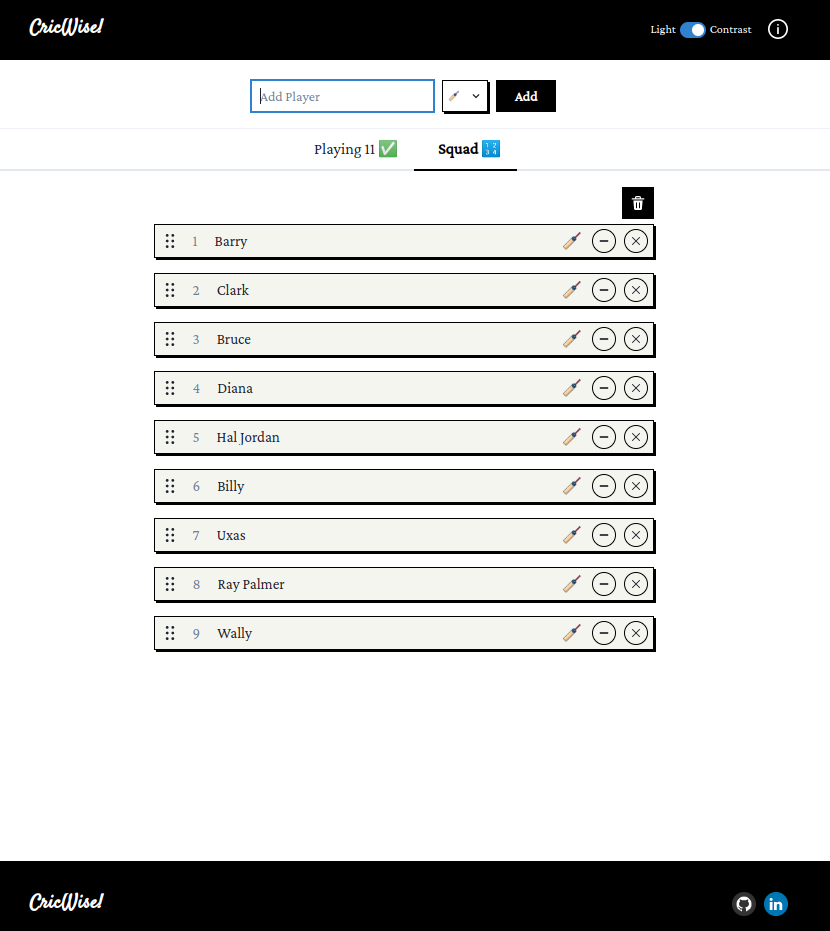 CricWise!
Light Contrast
Add Player
Add
Playing 11 ✅
Squad 🔢
1 Barry
2 Clark
3 Bruce
4 Diana
5 Hal Jordan
6 Billy
7 Uxas
8 Ray Palmer
9 Wally
CricWise!
in